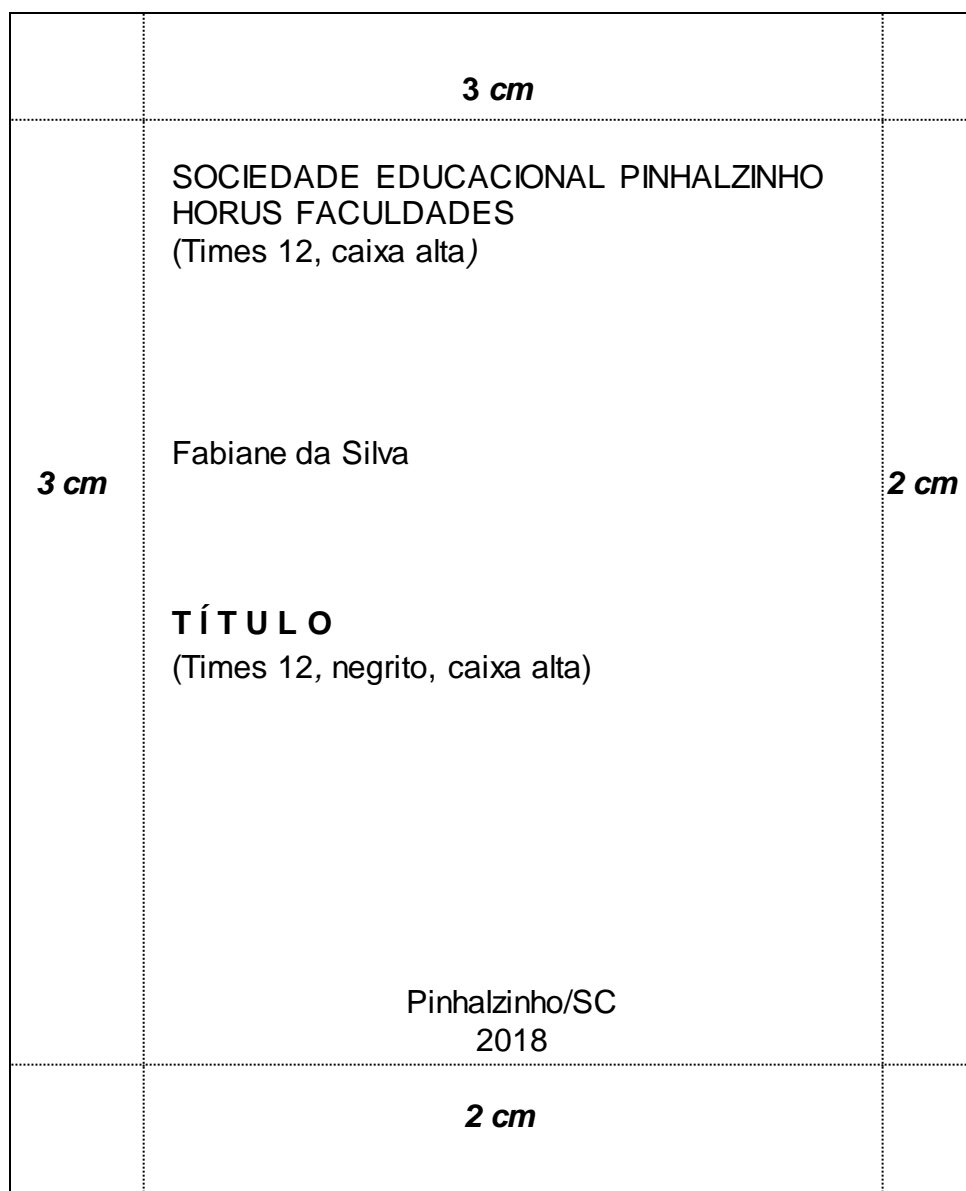 3 cm
SOCIEDADE EDUCACIONAL PINHALZINHO
HORUS FACULDADES
(Times 12, caixa alta)
Fabiane da Silva
3 cm
2 cm
T Í T U L O
(Times 12, negrito, caixa alta)
Pinhalzinho/SC
2018
2 cm